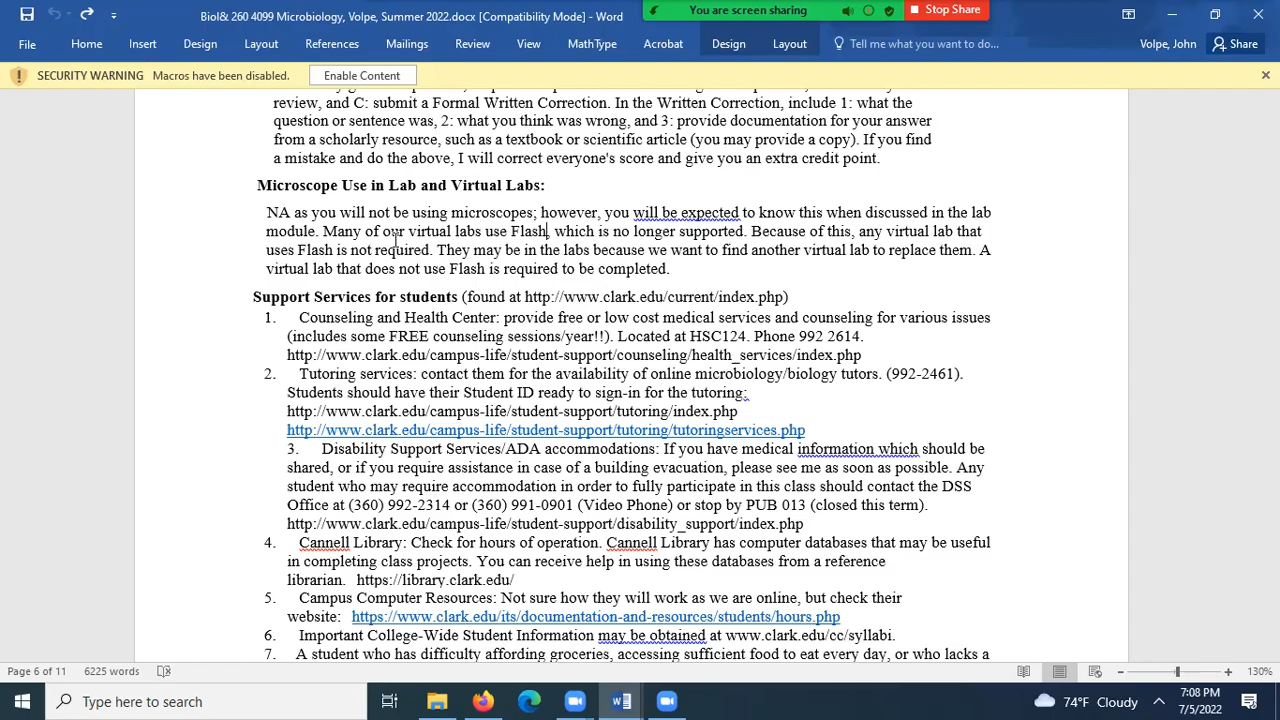 Biol& 260 4099 Microbiology, Volpe, Summer 2022.docx [Compatibility Mode] - Word
You are screen sharing
Stop Share
File Home Insert Design Layout References Mailings Review View MathType Acrobat Design Layout Tell me what you want to do... Volpe, John Share
SECURITY WARNING Macros have been disabled. Enable Content
review, and C: submit a Formal Written Correction. In the Written Correction, include 1: what the
question or sentence was, 2: what you think was wrong, and 3: provide documentation for your answer
from a scholarly resource, such as a textbook or scientific article (you may provide a copy). If you find
a mistake and do the above, I will correct everyone's score and give you an extra credit point.
Microscope Use in Lab and Virtual Labs:
NA as you will not be using microscopes; however, you will be expected to know this when discussed in the lab
module. Many of our virtual labs use Flash, which is no longer supported. Because of this, any virtual lab that
uses Flash is not required. They may be in the labs because we want to find another virtual lab to replace them. A
virtual lab that does not use Flash is required to be completed.
Support Services for students (found at http://www.clark.edu/current/index.php)
1. Counseling and Health Center: provide free or low cost medical services and counseling for various issues
(includes some FREE counseling sessions/year!!). Located at HSC124. Phone 992 2614.
http://www.clark.edu/campus-life/student-support/counseling/health_services/index.php
2. Tutoring services: contact them for the availability of online microbiology/biology tutors. (992-2461).
Students should have their Student ID ready to sign-in for the tutoring:
http://www.clark.edu/campus-life/student-support/tutoring/index.php
http://www.clark.edu/campus-life/student-support/tutoring/tutoringservices.php
3. Disability Support Services/ADA accommodations: If you have medical information which should be
shared, or if you require assistance in case of a building evacuation, please see me as soon as possible. Any
student who may require accommodation in order to fully participate in this class should contact the DSS
Office at (360) 992-2314 or (360) 991-0901 (Video Phone) or stop by PUB 013 (closed this term).
http://www.clark.edu/campus-life/student-support/disability_support/index.php
4. Cannell Library: Check for hours of operation. Cannell Library has computer databases that may be useful
in completing class projects. You can receive help in using these databases from a reference
librarian. https://library.clark.edu/
5. Campus Computer Resources: Not sure how they will work as we are online, but check their
website: https://www.clark.edu/its/documentation-and-resources/students/hours.php
6. Important College-Wide Student Information may be obtained at www.clark.edu/cc/syllabi.
7. A student who has difficulty affording groceries, accessing sufficient food to eat every day, or who lacks a
Page 6 of 11 6225 words 130%
Type here to search 74°F Cloudy 7:08 PM
7/5/2022